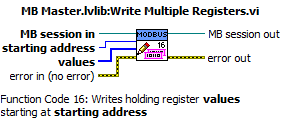 MB Master.lvlib:Write Multiple Registers.vi
MB session in
MODBUS
MB session out
starting address
16
values
error in (no error)
error out
Function Code 16: Writes holding register values
starting at starting address